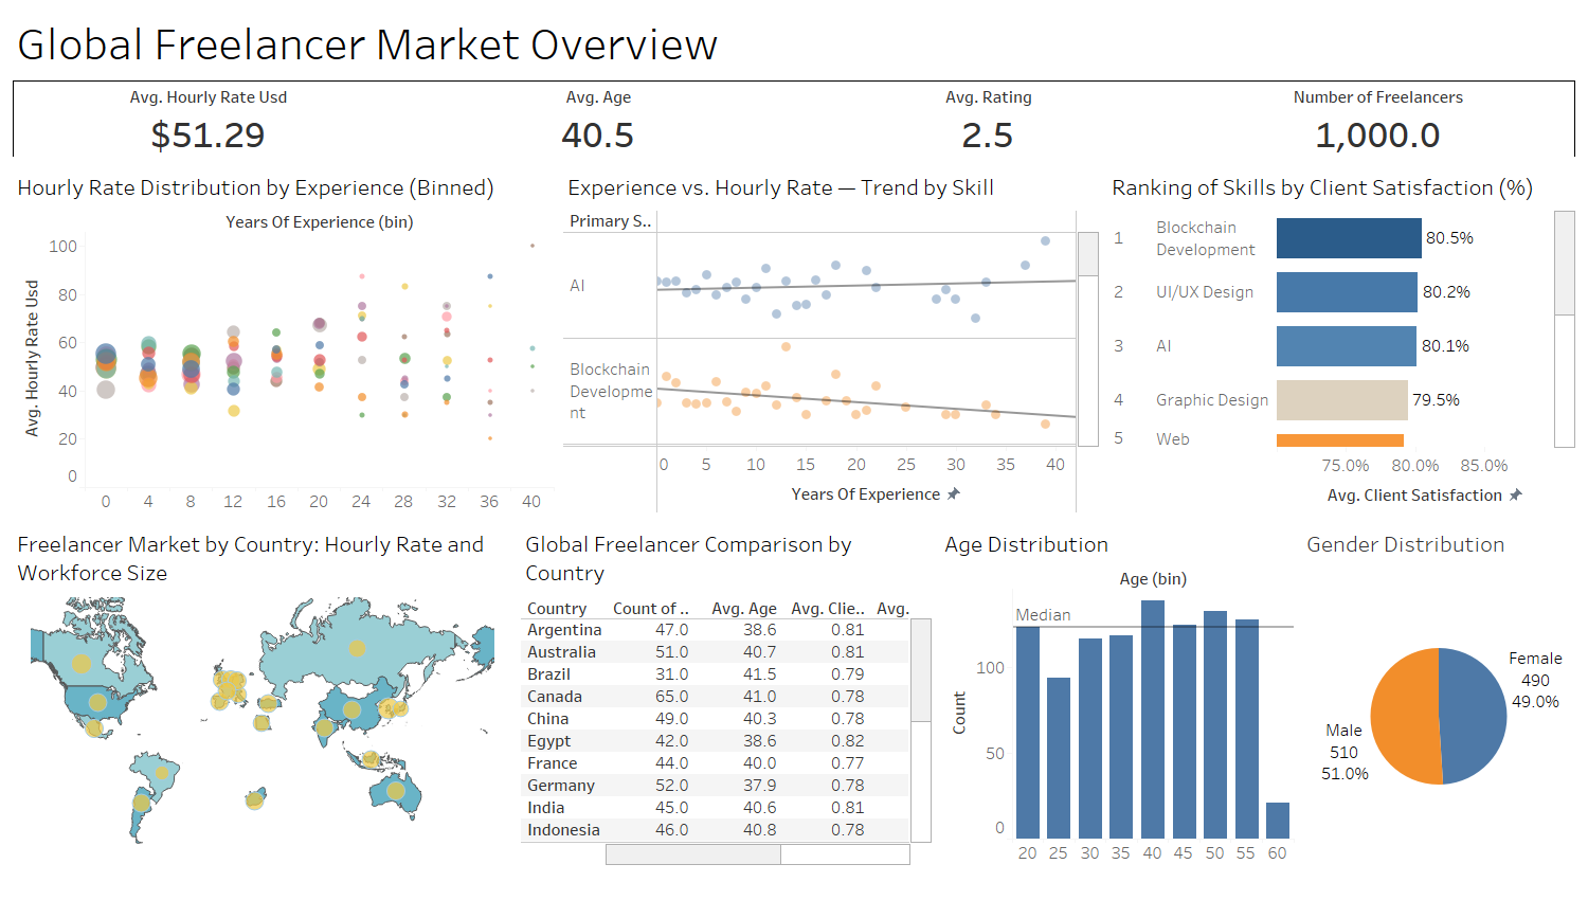 Global Freelancer Market Overview
Avg. Hourly Rate Usd
$51.29
Avg. Age
40.5
Avg. Rating
2.5
Number of Freelancers
1,000.0
Hourly Rate Distribution by Experience (Binned)
Years Of Experience (bin)
Avg. Hourly Rate Usd
100
80
60
40
20
0
0 4 8 12 16 20 24 28 32 36 40
Experience vs. Hourly Rate — Trend by Skill
Primary S..
AI
Blockchain
Developme
nt
0 5 10 15 20 25 30 35 40
Years Of Experience
Ranking of Skills by Client Satisfaction (%)
1 Blockchain
Development 80.5%
2 UI/UX Design 80.2%
3 AI 80.1%
4 Graphic Design 79.5%
5 Web
75.0% 80.0% 85.0%
Avg. Client Satisfaction
Freelancer Market by Country: Hourly Rate and
Workforce Size
Global Freelancer Comparison by
Country
Country Count of .. Avg. Age Avg. Clie.. Avg.
Argentina 47.0 38.6 0.81
Australia 51.0 40.7 0.81
Brazil 31.0 41.5 0.79
Canada 65.0 41.0 0.78
China 49.0 40.3 0.78
Egypt 42.0 38.6 0.82
France 44.0 40.0 0.77
Germany 52.0 37.9 0.78
India 45.0 40.6 0.81
Indonesia 46.0 40.8 0.78
Age Distribution
Age (bin)
Median
Count
100
50
0
20 25 30 35 40 45 50 55 60
Gender Distribution
Female
490
49.0%
Male
510
51.0%